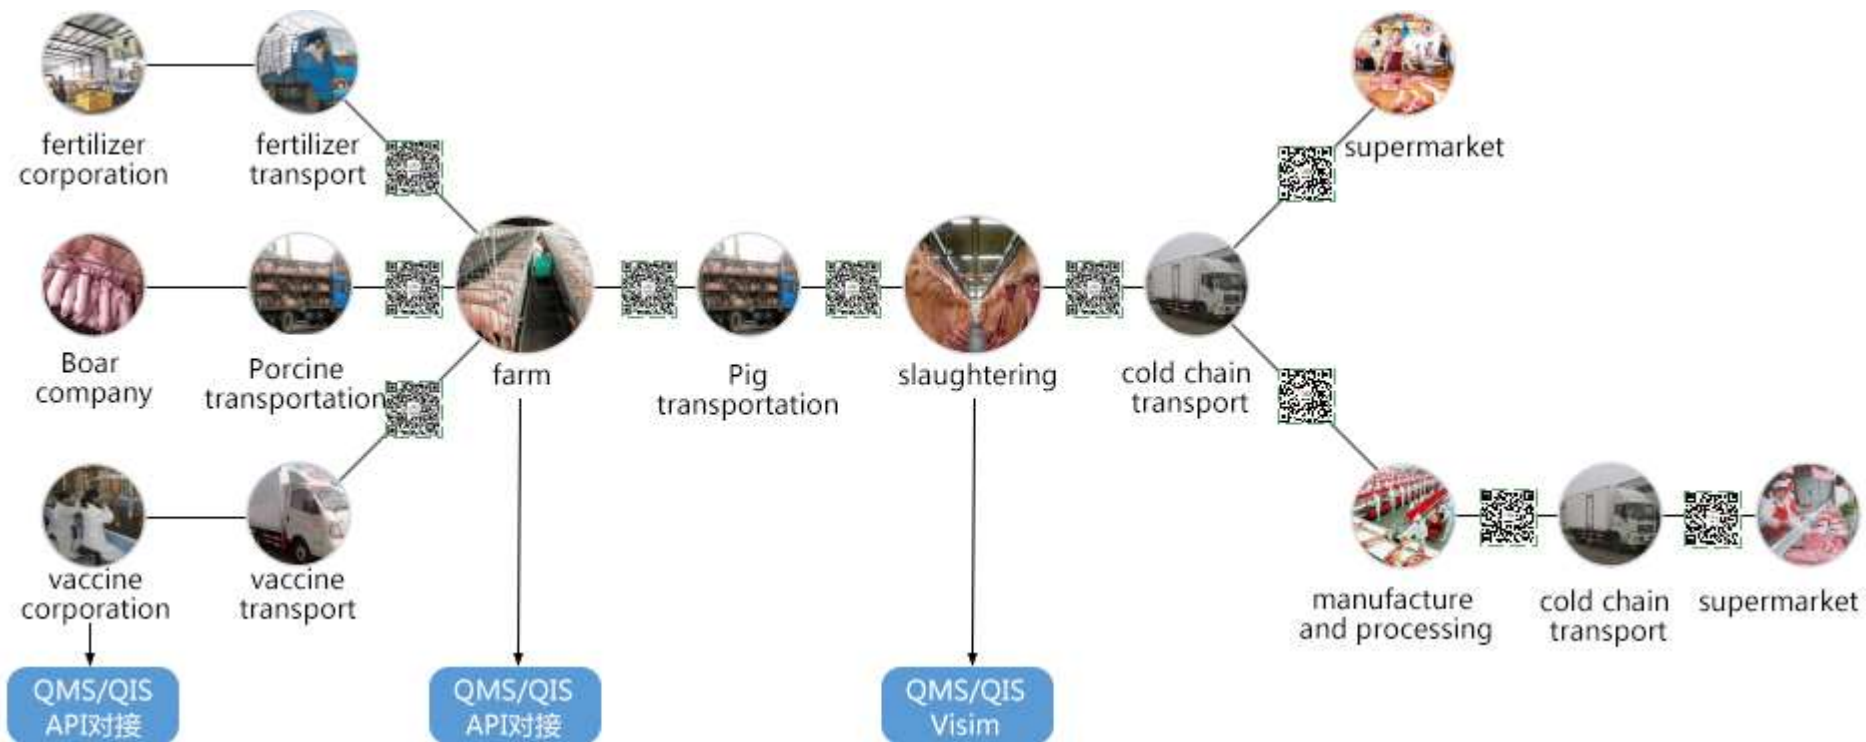 fertilizer
corporation
fertilizer
transport
supermarket
Boar
company
Porcine
transportation
farm
Pig
transportation
slaughtering
cold chain
transport
vaccine
corporation
vaccine
transport
manufacture
and processing
cold chain
transport
supermarket
QMS/QIS
API对接
QMS/QIS
API对接
QMS/QIS
Visim